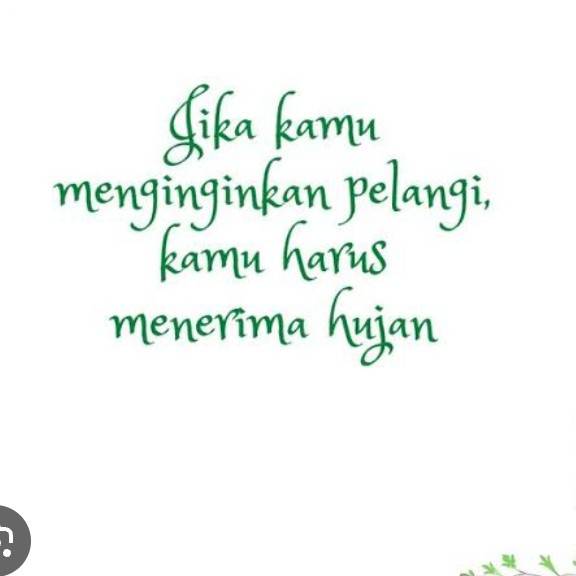 Jika kamu
menginginkan pelangi,
kamu harus
menerima hujan